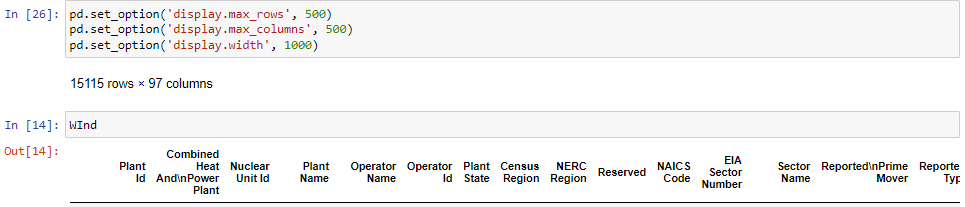 In [26]: pd.set_option('display.max_rows', 500)
pd.set_option('display.max_columns', 500)
pd.set_option('display.width', 1000)
15115 rows × 97 columns
In [14]: WInd
Out[14]:
Combined EIA
Plant Heat Nuclear Plant Operator Operator Plant Census NERC Reserved NAICS Sector Sector Reported\nPrime Reporte
Id And\nPower Unit Id Name Name Id State Region Region Code Number Name Mover Typ
Plant